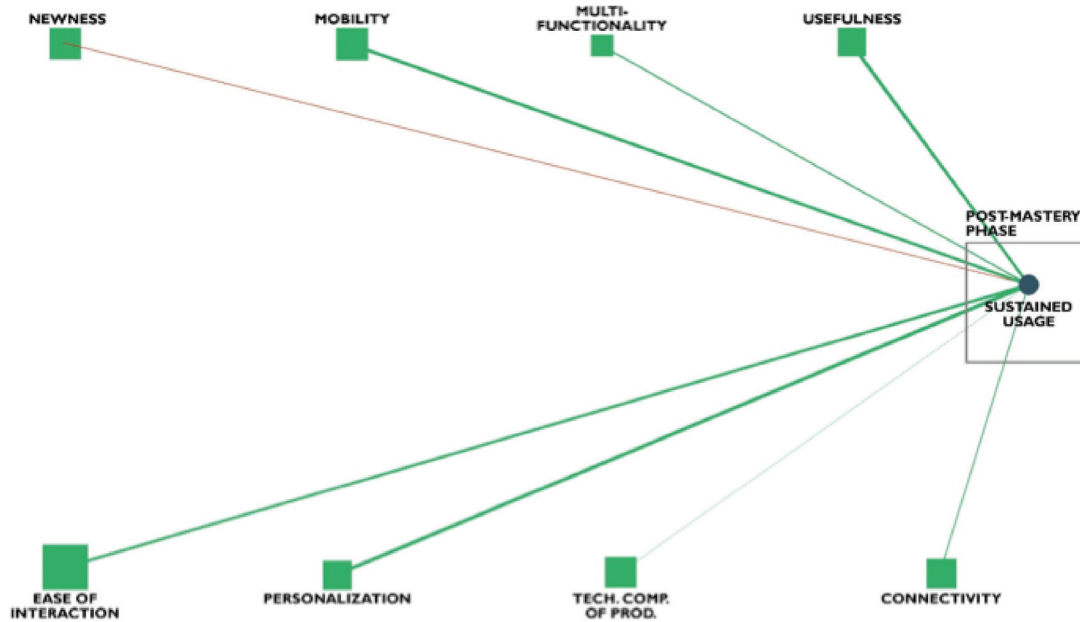 NEWNESS
MOBILITY
MULTI-
FUNCTIONALITY
USEFULNESS
POST-MASTERY
PHASE
SUSTAINED
USAGE
EASE OF
INTERACTION
PERSONALIZATION
TECH. COMP.
OF PROD.
CONNECTIVITY